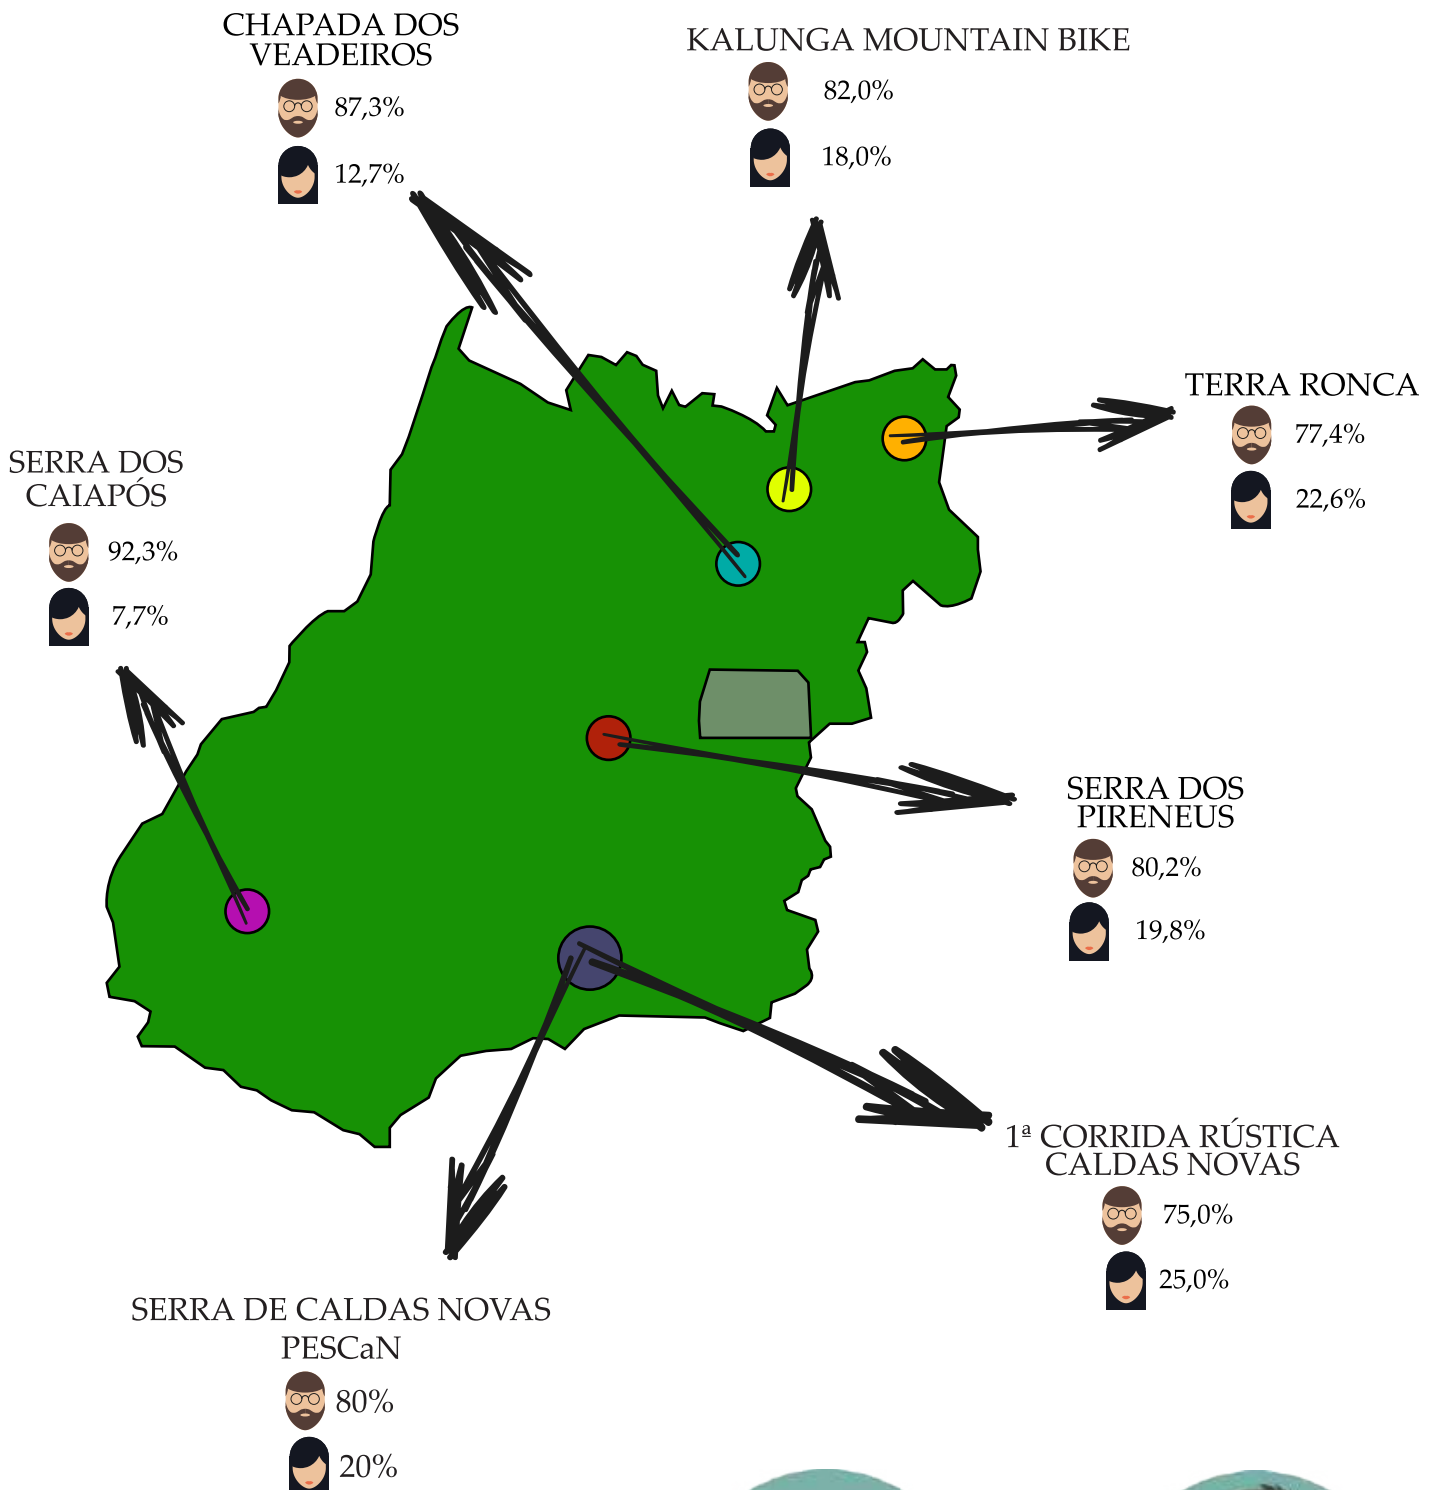 CHAPADA DOS
VEADEIROS
87,3%
12,7%
KALUNGA MOUNTAIN BIKE
82,0%
18,0%
TERRA RONCA
77,4%
22,6%
SERRA DOS
CAIAPÓS
92,3%
7,7%
SERRA DOS
PIRENEUS
80,2%
19,8%
1ª CORRIDA RÚSTICA
CALDAS NOVAS
75,0%
25,0%
SERRA DE CALDAS NOVAS
PESCaN
80%
20%